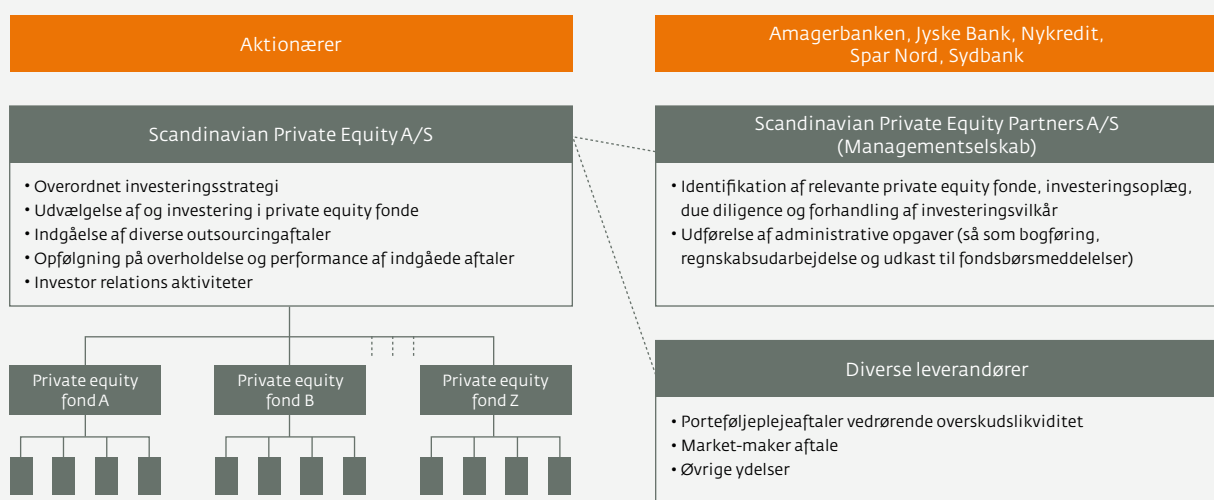 Aktionærer
Amagerbanken, Jyske Bank, Nykredit,
Spar Nord, Sydbank
Scandinavian Private Equity A/S
• Overordnet investeringsstrategi
• Udvælgelse af og investering i private equity fonde
• Indgåelse af diverse outsourcingaftaler
• Opfølgning på overholdelse og performance af indgåede aftaler
• Investor relations aktiviteter
Scandinavian Private Equity Partners A/S
(Managementselskab)
• Identifikation af relevante private equity fonde, investeringsoplæg,
due diligence og forhandling af investeringsvilkår
• Udførelse af administrative opgaver (så som bogføring,
regnskabsudarbejdelse og udkast til fondsbørsmeddelelser)
Private equity
fond A
Private equity
fond B
Private equity
fond Z
Diverse leverandører
• Porteføljeplejeaftaler vedrørende overskudslikviditet
• Market-maker aftale
• Øvrige ydelser